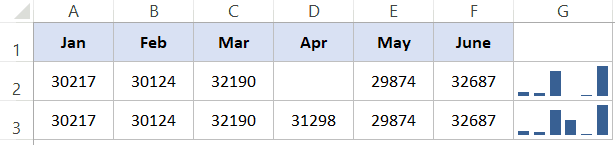 A B C D E F G
1 Jan Feb Mar Apr May June
2 30217 30124 32190 29874 32687
3 30217 30124 32190 31298 29874 32687